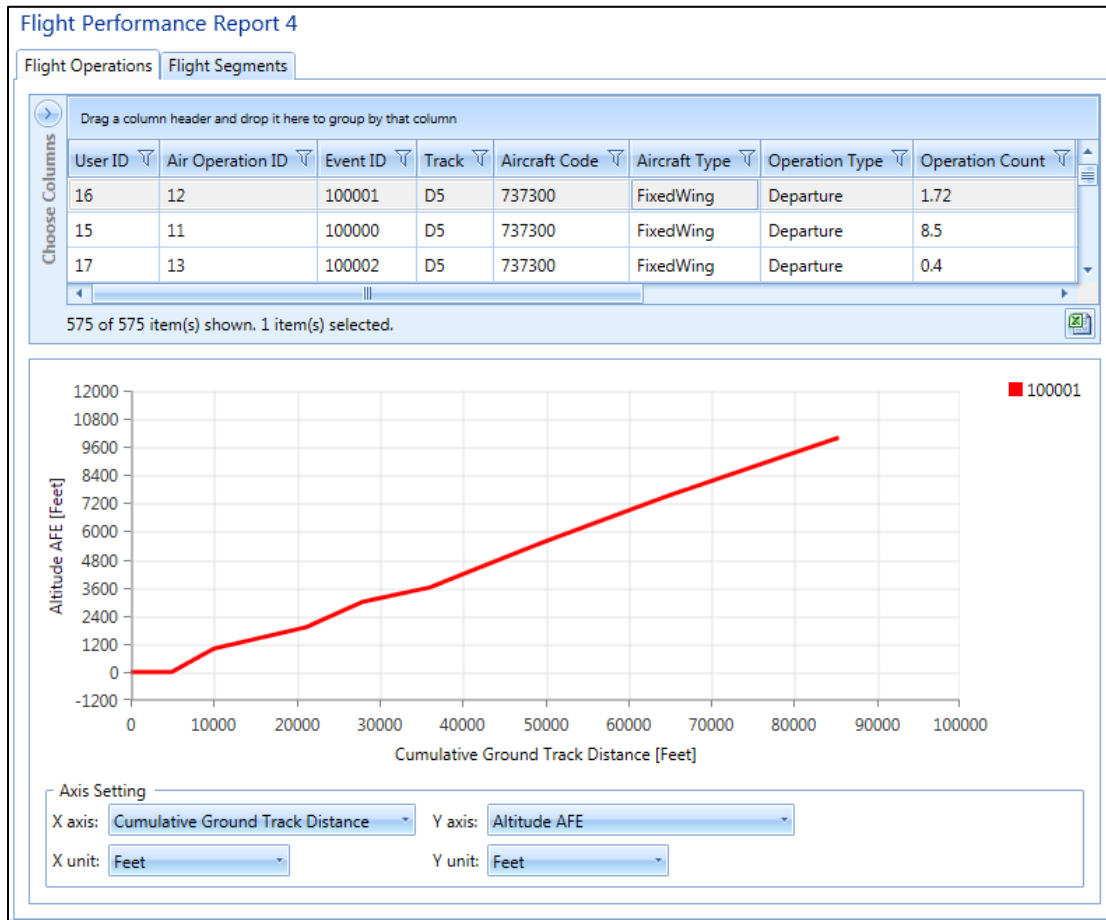 Flight Performance Report 4
Flight Operations Flight Segments
Choose Columns
Drag a column header and drop it here to group by that column
User ID Air Operation ID Event ID Track Aircraft Code Aircraft Type Operation Type Operation Count
16 12 100001 D5 737300 FixedWing Departure 1.72
15 11 100000 D5 737300 FixedWing Departure 8.5
17 13 100002 D5 737300 FixedWing Departure 0.4
575 of 575 item(s) shown. 1 item(s) selected.
Altitude AFE [Feet]
12000
10800
9600
8400
7200
6000
4800
3600
2400
1200
0
-1200
100001
0 10000 20000 30000 40000 50000 60000 70000 80000 90000 100000
Cumulative Ground Track Distance [Feet]
Axis Setting
X axis: Cumulative Ground Track Distance Y axis: Altitude AFE
X unit: Feet Y unit: Feet